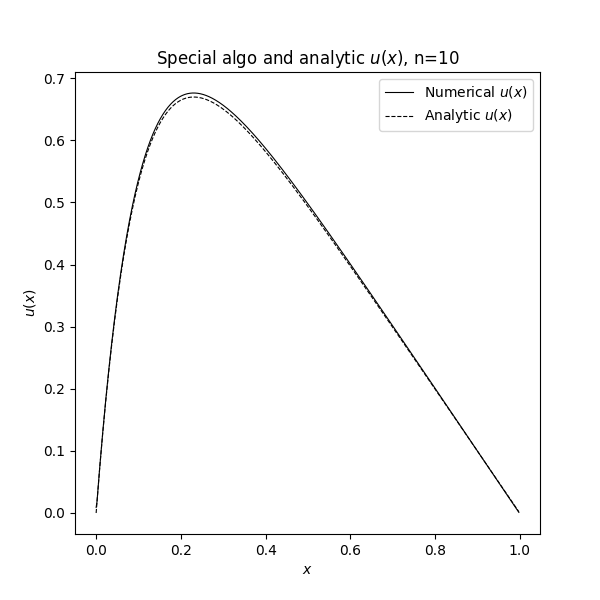 Special algo and analytic u(x), n=10
Numerical u(x)
Analytic u(x)
0.7
0.6
0.5
0.4
0.3
0.2
0.1
0.0
u(x)
0.0 0.2 0.4 0.6 0.8 1.0
x